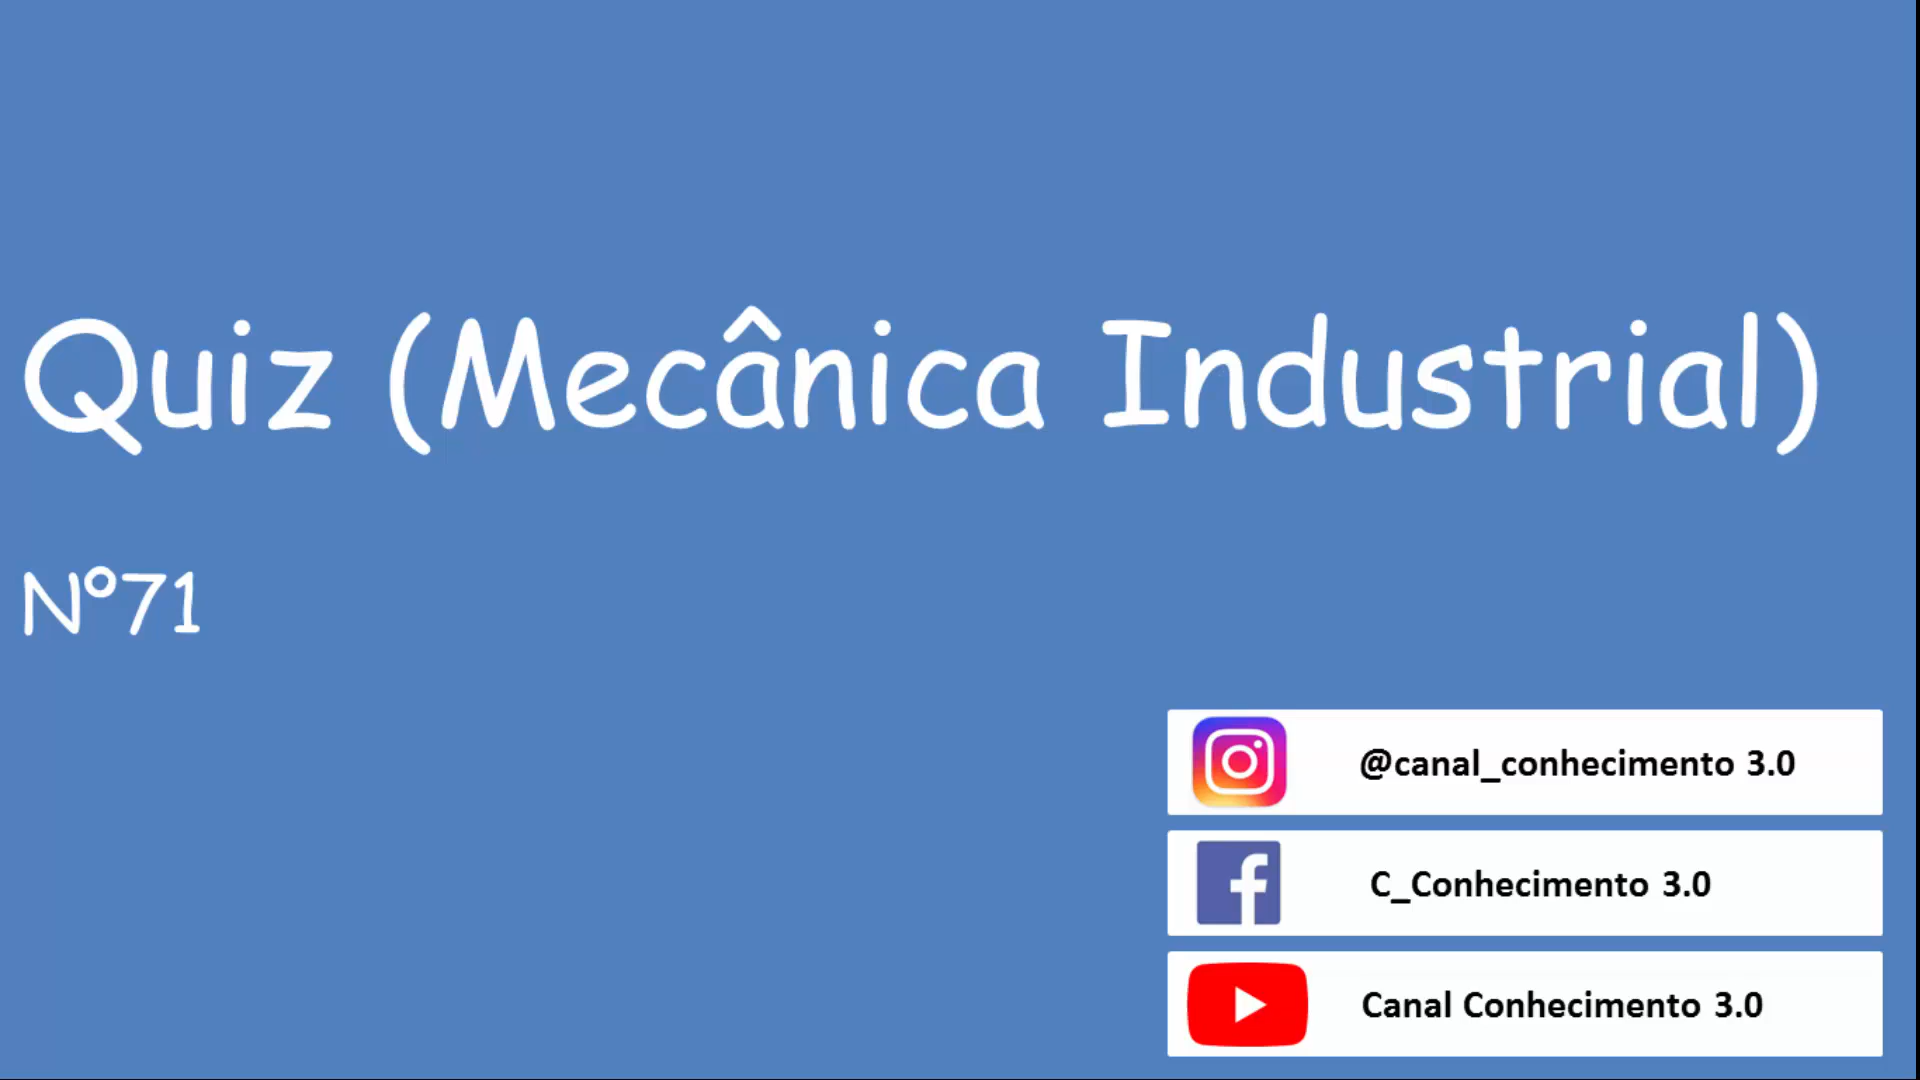 Quiz (Mecânica Industrial)
Nº71
@canal_conhecimento 3.0
C_Conhecimento 3.0
Canal Conhecimento 3.0